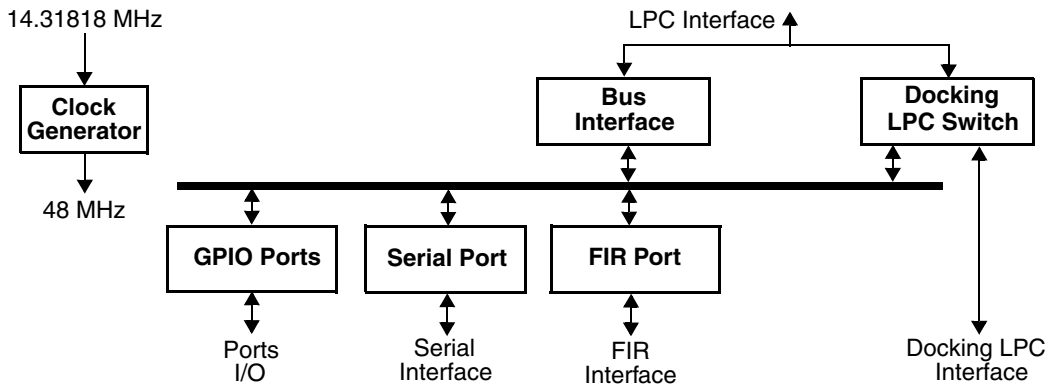 14.31818 MHz
LPC Interface
Clock
Generator
Bus
Interface
Docking
LPC Switch
48 MHz
GPIO Ports
Serial Port
FIR Port
Ports
I/O
Serial
Interface
FIR
Interface
Docking LPC
Interface